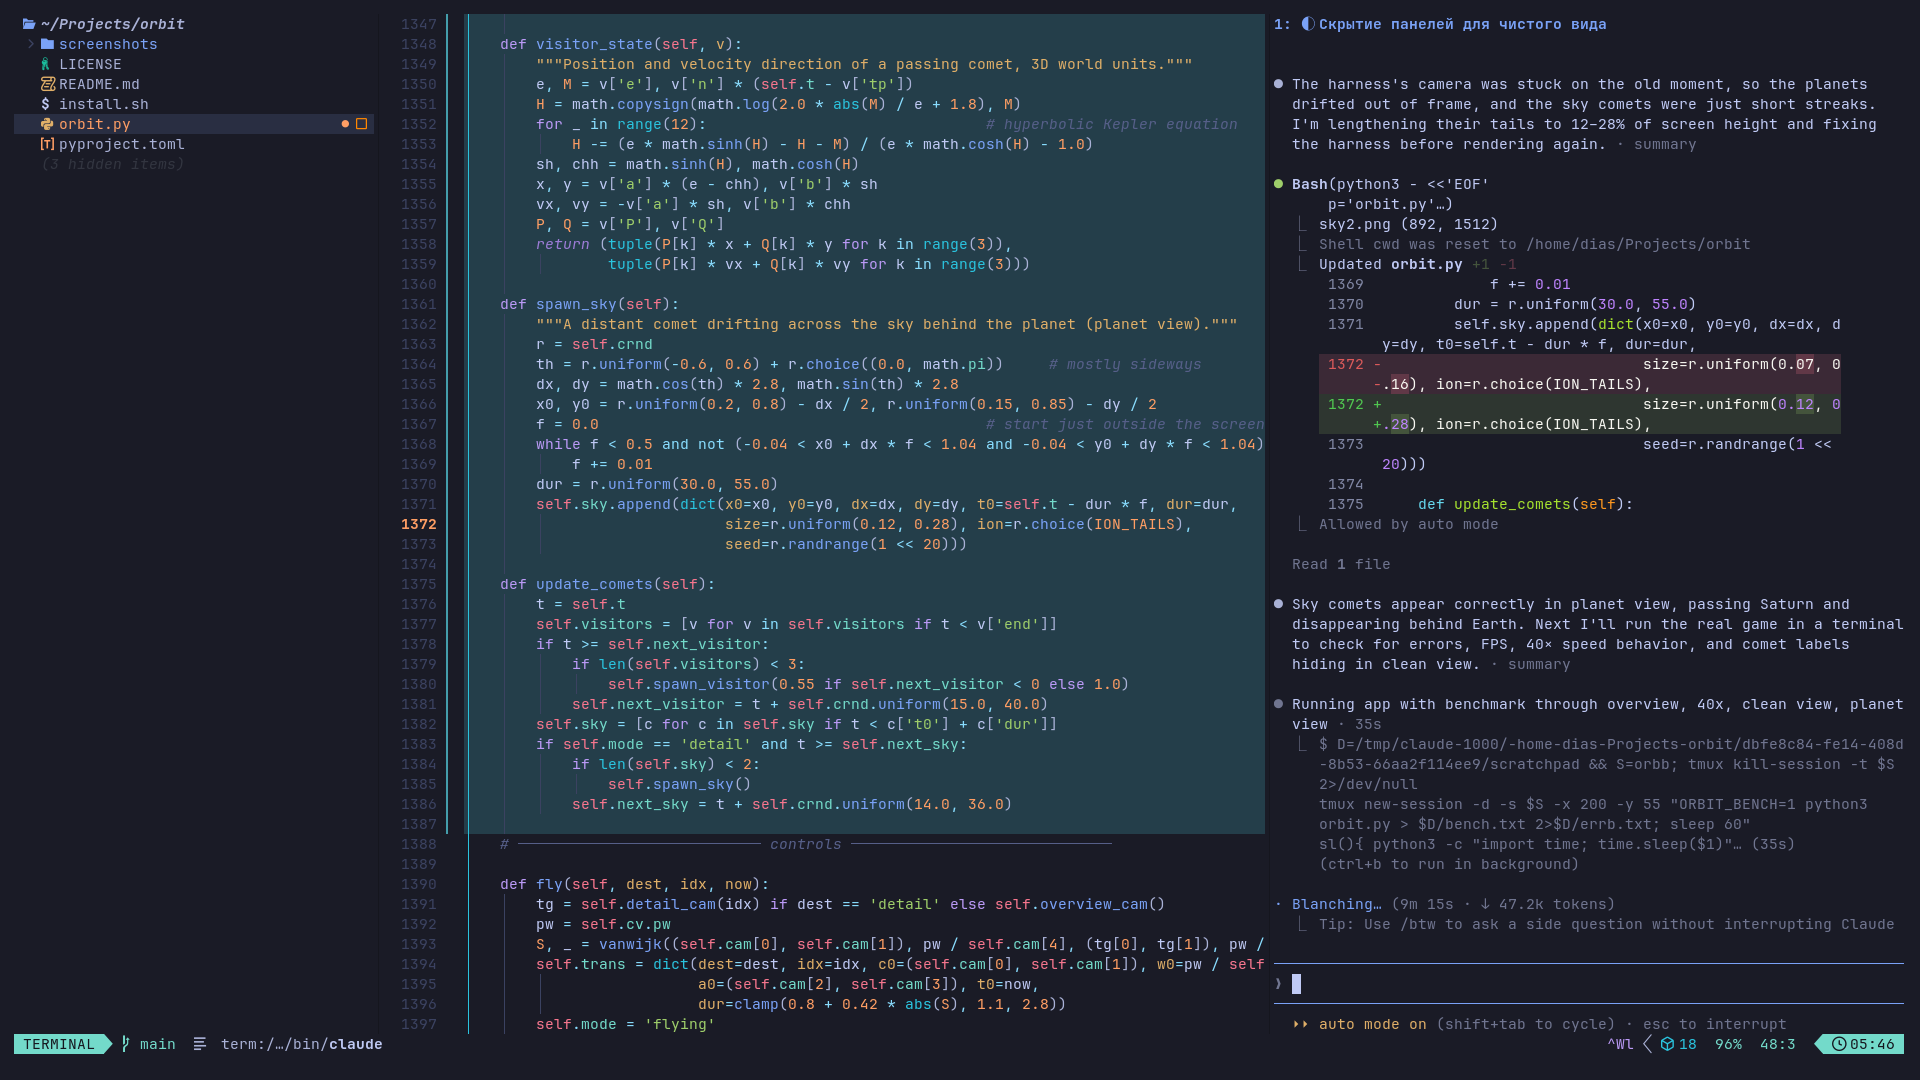 ~/Projects/orbit
screenshots
LICENSE
README.md
install.sh
orbit.py
pyproject.toml
(3 hidden items)
1347
1348     def visitor_state(self, v):
1349         """Position and velocity direction of a passing comet, 3D world units."""
1350         e, M = v['e'], v['n'] * (self.t - v['tp'])
1351         H = math.copysign(math.log(2.0 * abs(M) / e + 1.8), M)
1352         for _ in range(12):                               # hyperbolic Kepler equation
1353             H -= (e * math.sinh(H) - H - M) / (e * math.cosh(H) - 1.0)
1354         sh, chh = math.sinh(H), math.cosh(H)
1355         x, y = v['a'] * (e - chh), v['b'] * sh
1356         vx, vy = -v['a'] * sh, v['b'] * chh
1357         P, Q = v['P'], v['Q']
1358         return (tuple(P[k] * x + Q[k] * y for k in range(3)),
1359                 tuple(P[k] * vx + Q[k] * vy for k in range(3)))
1360
1361     def spawn_sky(self):
1362         """A distant comet drifting across the sky behind the planet (planet view)."""
1363         r = self.crnd
1364         th = r.uniform(-0.6, 0.6) + r.choice((0.0, math.pi))     # mostly sideways
1365         dx, dy = math.cos(th) * 2.8, math.sin(th) * 2.8
1366         x0, y0 = r.uniform(0.2, 0.8) - dx / 2, r.uniform(0.15, 0.85) - dy / 2
1367         f = 0.0                                           # start just outside the screen
1368         while f < 0.5 and not (-0.04 < x0 + dx * f < 1.04 and -0.04 < y0 + dy * f < 1.04)
1369             f += 0.01
1370         dur = r.uniform(30.0, 55.0)
1371         self.sky.append(dict(x0=x0, y0=y0, dx=dx, dy=dy, t0=self.t - dur * f, dur=dur,
1372                              size=r.uniform(0.12, 0.28), ion=r.choice(ION_TAILS),
1373                              seed=r.randrange(1 << 20)))
1374
1375     def update_comets(self):
1376         t = self.t
1377         self.visitors = [v for v in self.visitors if t < v['end']]
1378         if t >= self.next_visitor:
1379             if len(self.visitors) < 3:
1380                 self.spawn_visitor(0.55 if self.next_visitor < 0 else 1.0)
1381             self.next_visitor = t + self.crnd.uniform(15.0, 40.0)
1382         self.sky = [c for c in self.sky if t < c['t0'] + c['dur']]
1383         if self.mode == 'detail' and t >= self.next_sky:
1384             if len(self.sky) < 2:
1385                 self.spawn_sky()
1386             self.next_sky = t + self.crnd.uniform(14.0, 36.0)
1387
1388     # ─────────────────────────── controls ─────────────────────────────
1389
1390     def fly(self, dest, idx, now):
1391         tg = self.detail_cam(idx) if dest == 'detail' else self.overview_cam()
1392         pw = self.cv.pw
1393         S, _ = vanwijk((self.cam[0], self.cam[1]), pw / self.cam[4], (tg[0], tg[1]), pw /
1394         self.trans = dict(dest=dest, idx=idx, c0=(self.cam[0], self.cam[1]), w0=pw / self
1395                           a0=(self.cam[2], self.cam[3]), t0=now,
1396                           dur=clamp(0.8 + 0.42 * abs(S), 1.1, 2.8))
1397         self.mode = 'flying'
1: ◐ Скрытие панелей для чистого вида
● The harness's camera was stuck on the old moment, so the planets
drifted out of frame, and the sky comets were just short streaks.
I'm lengthening their tails to 12–28% of screen height and fixing
the harness before rendering again. · summary
● Bash(python3 - <<'EOF'
p='orbit.py'…)
⎿ sky2.png (892, 1512)
⎿ Shell cwd was reset to /home/dias/Projects/orbit
⎿ Updated orbit.py +1 -1
1369              f += 0.01
1370          dur = r.uniform(30.0, 55.0)
1371          self.sky.append(dict(x0=x0, y0=y0, dx=dx, d
y=dy, t0=self.t - dur * f, dur=dur,
1372 -                             size=r.uniform(0.07, 0
-.16), ion=r.choice(ION_TAILS),
1372 +                             size=r.uniform(0.12, 0
+.28), ion=r.choice(ION_TAILS),
1373                               seed=r.randrange(1 <<
20)))
1374
1375      def update_comets(self):
⎿ Allowed by auto mode
Read 1 file
● Sky comets appear correctly in planet view, passing Saturn and
disappearing behind Earth. Next I'll run the real game in a terminal
to check for errors, FPS, 40× speed behavior, and comet labels
hiding in clean view. · summary
● Running app with benchmark through overview, 40x, clean view, planet
view · 35s
⎿ $ D=/tmp/claude-1000/-home-dias-Projects-orbit/dbfe8c84-fe14-408d
-8b53-66aa2f114ee9/scratchpad && S=orbb; tmux kill-session -t $S
2>/dev/null
tmux new-session -d -s $S -x 200 -y 55 "ORBIT_BENCH=1 python3
orbit.py > $D/bench.txt 2>$D/errb.txt; sleep 60"
sl(){ python3 -c "import time; time.sleep($1)"… (35s)
(ctrl+b to run in background)
· Blanching… (9m 15s · ↓ 47.2k tokens)
⎿ Tip: Use /btw to ask a side question without interrupting Claude
❯
⏵⏵ auto mode on (shift+tab to cycle) · esc to interrupt
TERMINAL main term:/…/bin/claude ^Wl 18 96% 48:3 05:46